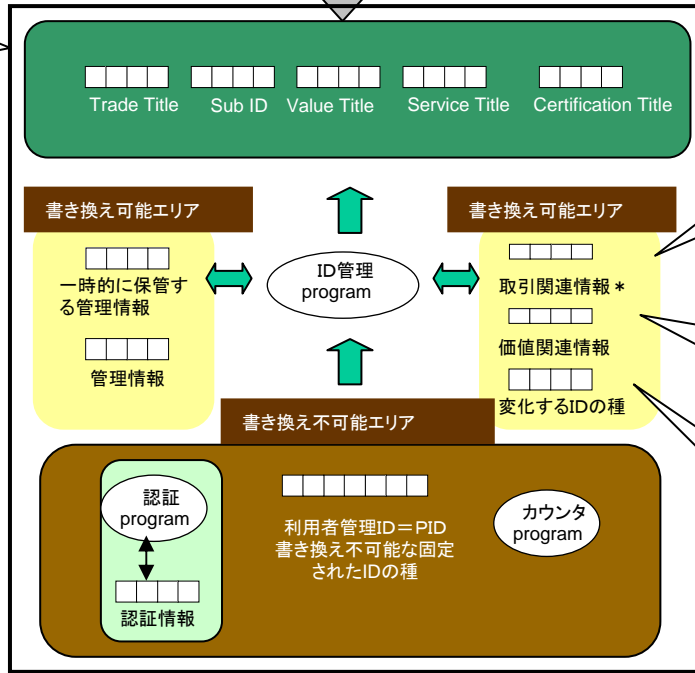 Trade Title
Sub ID
Value Title
Service Title
Certification Title
書き換え可能エリア
一時的に保管す
る管理情報
管理情報
ID管理
program
書き換え可能エリア
取引関連情報*
価値関連情報
変化するIDの種
書き換え不可能エリア
認証
program
認証情報
利用者管理ID=PID
書き換え不可能な固定
されたIDの種
カウンタ
program